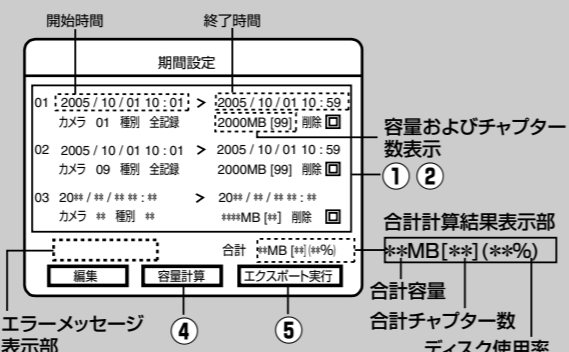 開始時間 終了時間
期間設定
01 2005 / 10 / 01 10 : 01 > 2005 / 10 / 01 10 : 59
カメラ 01 種別 全記録 2000MB [99] 削除
02 2005 / 10 / 01 10 : 01 > 2005 / 10 / 01 10 : 59
カメラ 09 種別 全記録 2000MB [99] 削除
03 20** / ** / ** ** : ** > 20** / ** / ** ** : **
カメラ ** 種別 ** ****MB [**] 削除
合計 **MB [**] (**%)
編集 容量計算 エクスポート実行
容量およびチャプター
数表示
① ②
合計計算結果表示部
**MB[**](**%)
合計容量
合計チャプター数
ディスク使用率
エラーメッセージ
表示部
④ ⑤